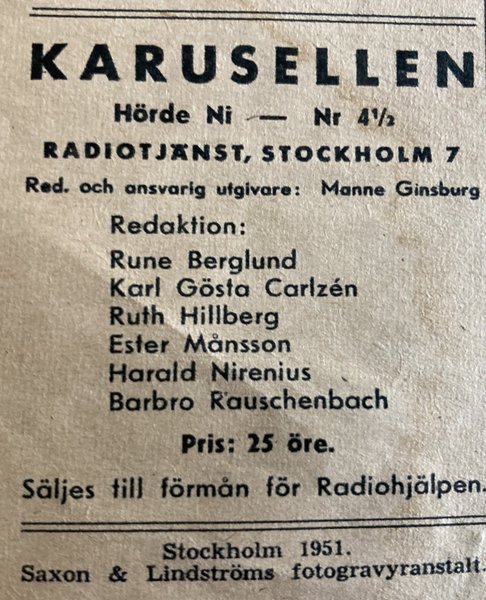 KARUSELLEN
Hörde Ni — Nr 4½
RADIOTJÄNST, STOCKHOLM 7
Red. och ansvarig utgivare: Manne Ginsburg
Redaktion:
Rune Berglund
Karl Gösta Carlzén
Ruth Hillberg
Ester Månsson
Harald Nirenius
Barbro Rauschenbach
Pris: 25 öre.
Säljes till förmån för Radiohjälpen.
Stockholm 1951.
Saxon & Lindströms fotogravyranstalt.